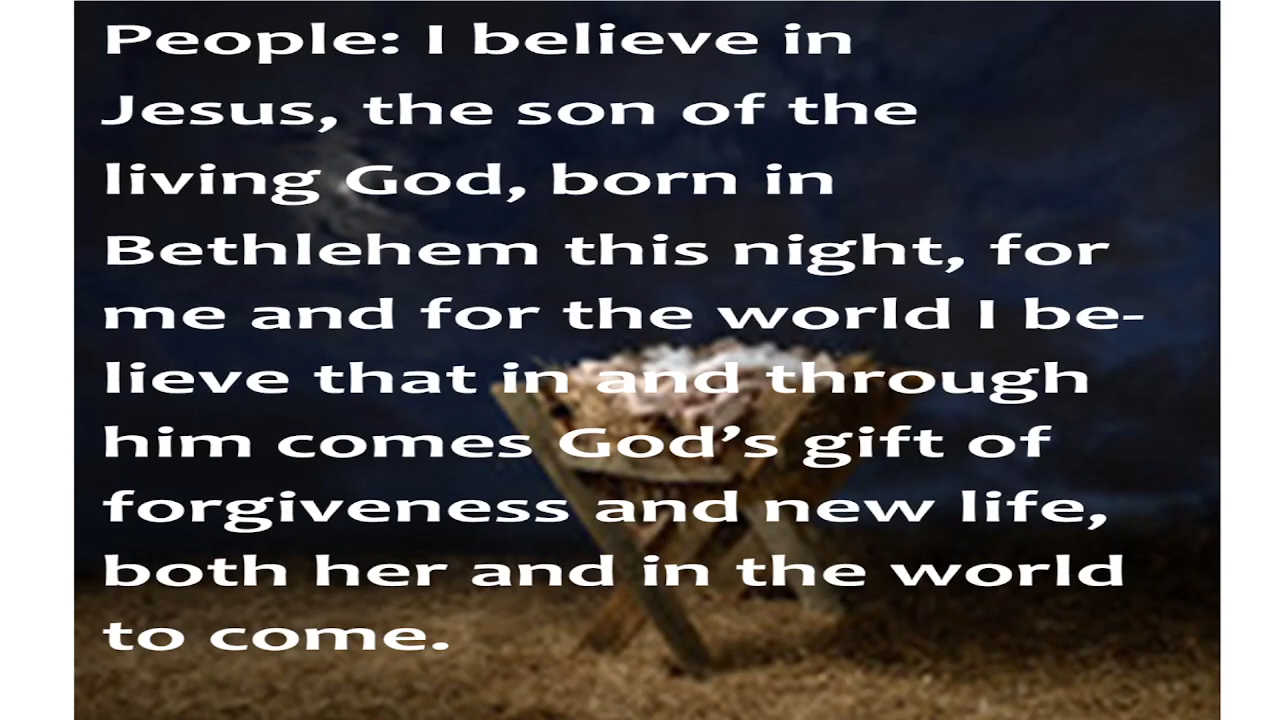 People: I believe in
Jesus, the son of the
living God, born in
Bethlehem this night, for
me and for the world I be-
lieve that in and through
him comes God’s gift of
forgiveness and new life,
both her and in the world
to come.